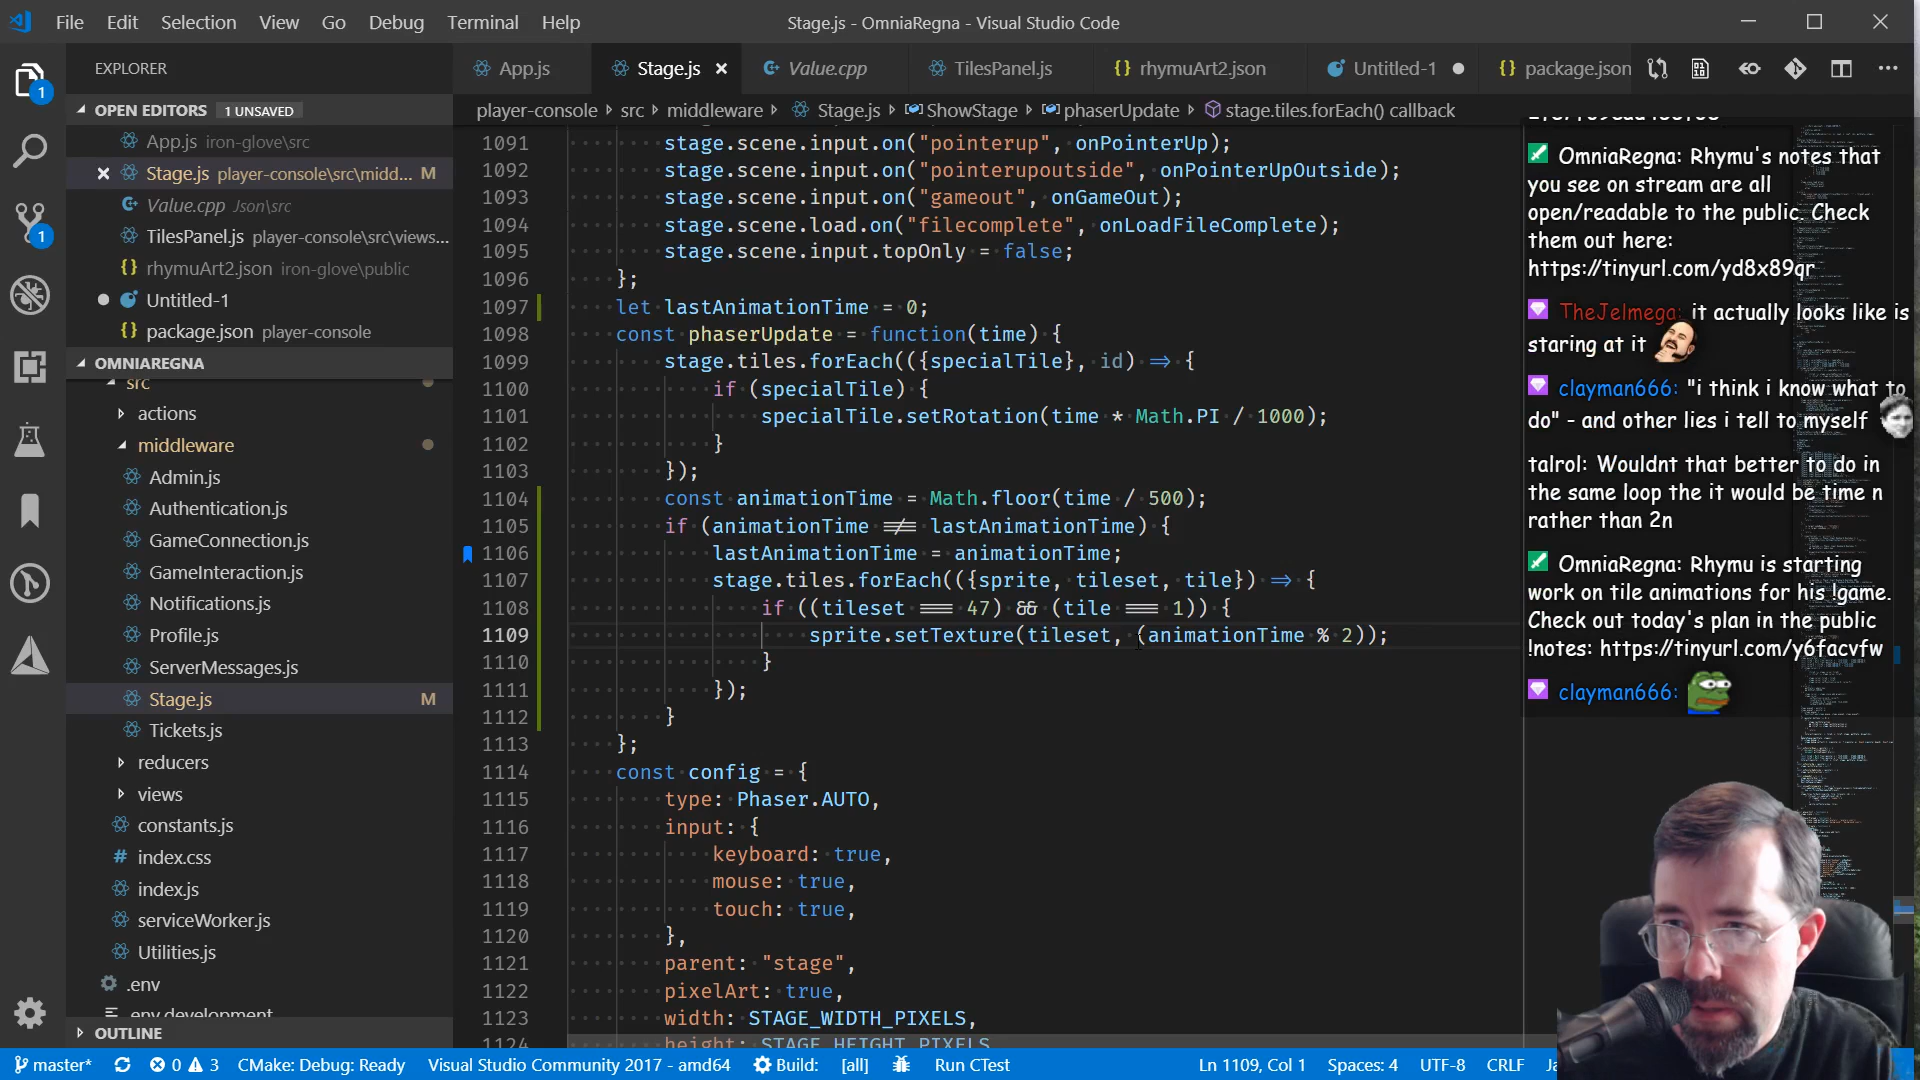 File Edit Selection View Go Debug Terminal Help
Stage.js - OmniaRegna - Visual Studio Code
EXPLORER
App.js
Stage.js
Value.cpp
TilesPanel.js
rhymuArt2.json
Untitled-1
package.json
OPEN EDITORS 1 UNSAVED
App.js iron-glove\src
Stage.js player-console\src\midd... M
Value.cpp Json\src
TilesPanel.js player-console\src\views...
rhymuArt2.json iron-glove\public
Untitled-1
package.json player-console
OMNIAREGNA
src
actions
middleware
Admin.js
Authentication.js
GameConnection.js
GameInteraction.js
Notifications.js
Profile.js
ServerMessages.js
Stage.js M
Tickets.js
reducers
views
constants.js
index.css
index.js
serviceWorker.js
Utilities.js
.env
.env.development
OUTLINE
player-console > src > middleware > Stage.js > ShowStage > phaserUpdate > stage.tiles.forEach() callback
1091 stage.scene.input.on("pointerup", onPointerUp);
1092 stage.scene.input.on("pointerupoutside", onPointerUpOutside);
1093 stage.scene.input.on("gameout", onGameOut);
1094 stage.scene.load.on("filecomplete", onLoadFileComplete);
1095 stage.scene.input.topOnly = false;
1096 };
1097 let lastAnimationTime = 0;
1098 const phaserUpdate = function(time) {
1099 stage.tiles.forEach(({specialTile}, id) => {
1100 if (specialTile) {
1101 specialTile.setRotation(time * Math.PI / 1000);
1102 }
1103 });
1104 const animationTime = Math.floor(time / 500);
1105 if (animationTime !== lastAnimationTime) {
1106 lastAnimationTime = animationTime;
1107 stage.tiles.forEach(({sprite, tileset, tile}) => {
1108 if ((tileset === 47) && (tile === 1)) {
1109 sprite.setTexture(tileset, (animationTime % 2));
1110 }
1111 });
1112 }
1113 };
1114 const config = {
1115 type: Phaser.AUTO,
1116 input: {
1117 keyboard: true,
1118 mouse: true,
1119 touch: true,
1120 },
1121 parent: "stage",
1122 pixelArt: true,
1123 width: STAGE_WIDTH_PIXELS,
1124 height: STAGE_HEIGHT_PIXELS
OmniaRegna: Rhymu's notes that
you see on stream are all
open/readable to the public. Check
them out here:
https://tinyurl.com/yd8x89qr
TheJelmega: it actually looks like is
staring at it
clayman666: "i think i know what to
do" - and other lies i tell to myself
talrol: Wouldnt that better to do in
the same loop the it would be time n
rather than 2n
OmniaRegna: Rhymu is starting
work on tile animations for his !game.
Check out today's plan in the public
!notes: https://tinyurl.com/y6facvfw
clayman666:
master* 0 3 CMake: Debug: Ready Visual Studio Community 2017 - amd64 Build: [all] Run CTest Ln 1109, Col 1 Spaces: 4 UTF-8 CRLF